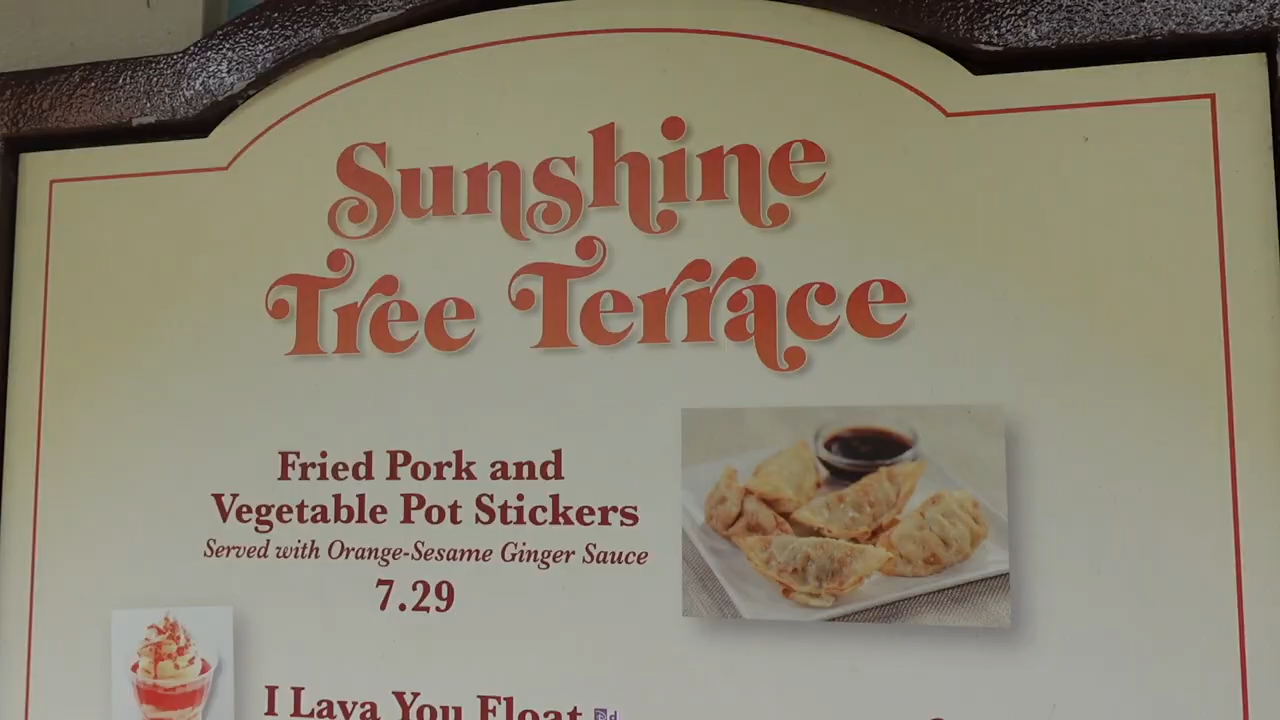 Sunshine
Tree Terrace
Fried Pork and
Vegetable Pot Stickers
Served with Orange-Sesame Ginger Sauce
7.29
I Lava You Float